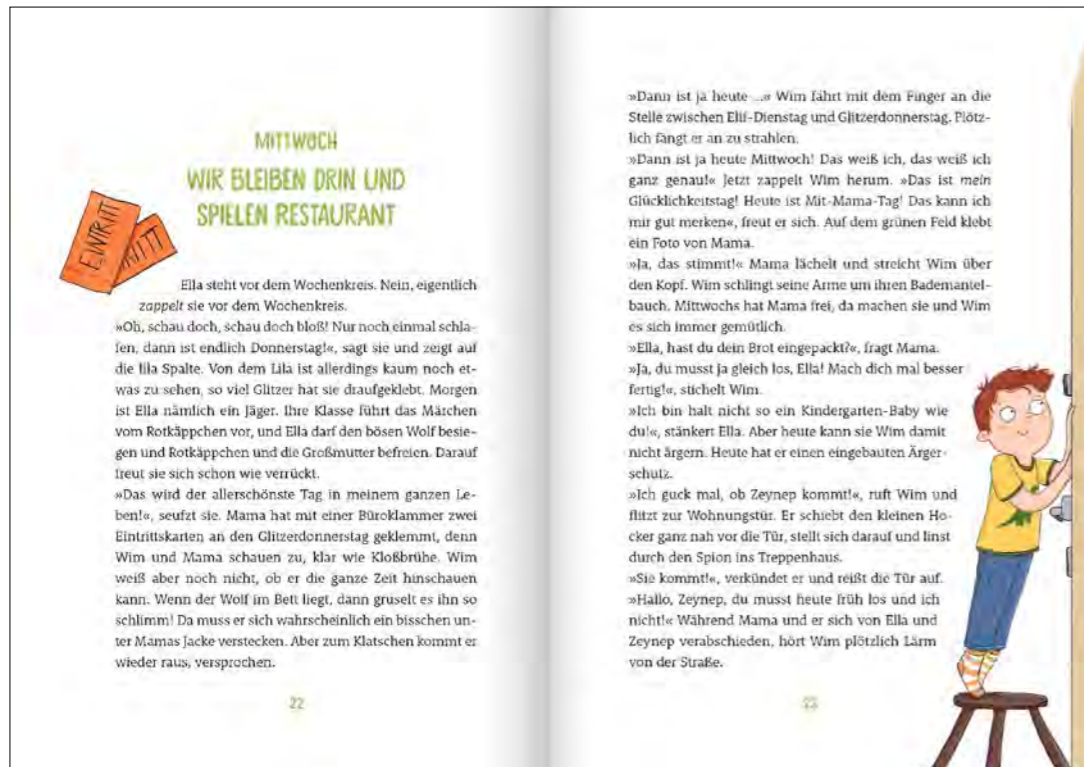 MITTWOCH
WIR BLEIBEN DRIN UND
SPIELEN RESTAURANT
EINTRITT
RITT
Ella steht vor dem Wochenkreis. Nein, eigentlich
zappelt sie vor dem Wochenkreis.
»Oh, schau doch, schau doch bloß! Nur noch einmal schla-
fen, dann ist endlich Donnerstag!«, sagt sie und zeigt auf
die lila Spalte. Von dem Lila ist allerdings kaum noch et-
was zu sehen, so viel Glitzer hat sie draufgeklebt. Morgen
ist Ella nämlich ein Jäger. Ihre Klasse führt das Märchen
vom Rotkäppchen vor, und Ella darf den bösen Wolf besie-
gen und Rotkäppchen und die Großmutter befreien. Darauf
freut sie sich schon wie verrückt.
»Das wird der allerschönste Tag in meinem ganzen Le-
ben!«, seufzt sie. Mama hat mit einer Büroklammer zwei
Eintrittskarten an den Glitzerdonnerstag geklemmt, denn
Wim und Mama schauen zu, klar wie Kloßbrühe. Wim
weiß aber noch nicht, ob er die ganze Zeit hinschauen
kann. Wenn der Wolf im Bett liegt, dann gruselt es ihn so
schlimm! Da muss er sich wahrscheinlich ein bisschen un-
ter Mamas Jacke verstecken. Aber zum Klatschen kommt er
wieder raus, versprochen.
22
»Dann ist ja heute ...« Wim fährt mit dem Finger an die
Stelle zwischen Elif-Dienstag und Glitzerdonnerstag. Plötz-
lich fängt er an zu strahlen.
»Dann ist ja heute Mittwoch! Das weiß ich, das weiß ich
ganz genau!« Jetzt zappelt Wim herum. »Das ist mein
Glücklichkeitstag! Heute ist Mit-Mama-Tag! Das kann ich
mir gut merken«, freut er sich. Auf dem grünen Feld klebt
ein Foto von Mama.
»Ja, das stimmt!« Mama lächelt und streicht Wim über
den Kopf. Wim schlingt seine Arme um ihren Bademantel-
bauch. Mittwochs hat Mama frei, da machen sie und Wim
es sich immer gemütlich.
»Ella, hast du dein Brot eingepackt?«, fragt Mama.
»Ja, du musst ja gleich los, Ella! Mach dich mal besser
fertig!«, stichelt Wim.
»Ich bin halt nicht so ein Kindergarten-Baby wie
du!«, stänkert Ella. Aber heute kann sie Wim damit
nicht ärgern. Heute hat er einen eingebauten Ärger-
schutz.
»Ich guck mal, ob Zeynep kommt!«, ruft Wim und
flitzt zur Wohnungstür. Er schiebt den kleinen Ho-
cker ganz nah vor die Tür, stellt sich darauf und linst
durch den Spion ins Treppenhaus.
»Sie kommt!«, verkündet er und reißt die Tür auf.
»Hallo, Zeynep, du musst heute früh los und ich
nicht!« Während Mama und er sich von Ella und
Zeynep verabschieden, hört Wim plötzlich Lärm
von der Straße.
23